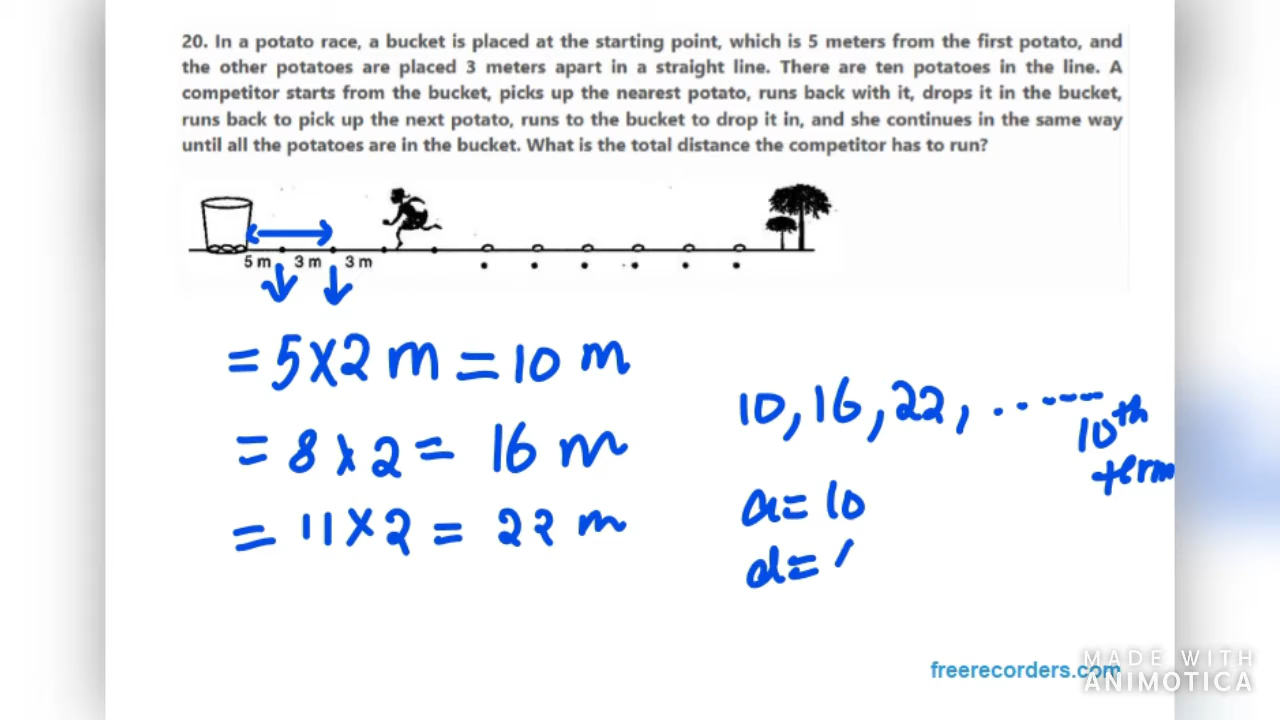 20. In a potato race, a bucket is placed at the starting point, which is 5 meters from the first potato, and
the other potatoes are placed 3 meters apart in a straight line. There are ten potatoes in the line. A
competitor starts from the bucket, picks up the nearest potato, runs back with it, drops it in the bucket,
runs back to pick up the next potato, runs to the bucket to drop it in, and she continues in the same way
until all the potatoes are in the bucket. What is the total distance the competitor has to run?
5 m 3 m 3 m
= 5×2 m = 10 m
= 8 × 2 = 16 m
= 11 × 2 = 22 m
10, 16, 22, ........
10th
term
a = 10
d =
freerecorders.com
MADE WITH
ANIMOTICA